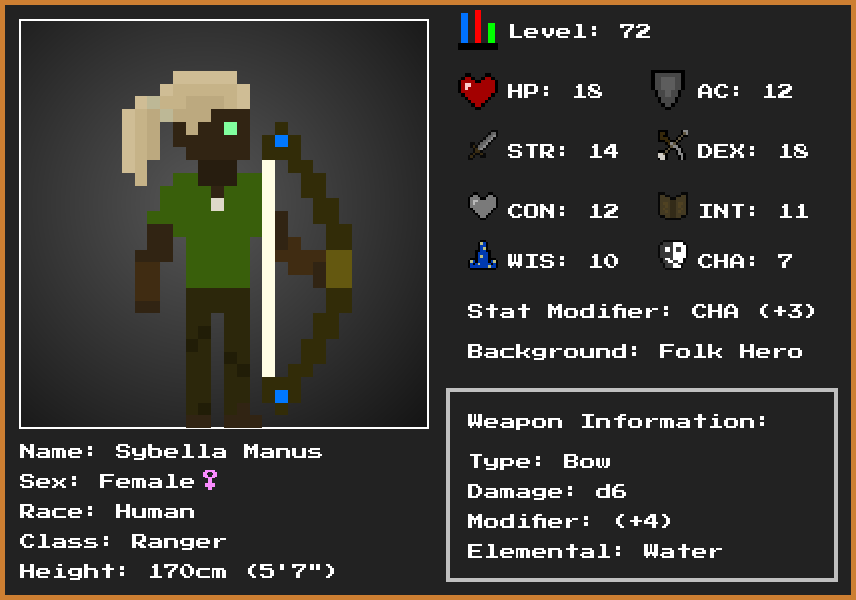 Level: 72
HP: 18 AC: 12
STR: 14 DEX: 18
CON: 12 INT: 11
WIS: 10 CHA: 7
Stat Modifier: CHA (+3)
Background: Folk Hero
Weapon Information:
Type: Bow
Damage: d6
Modifier: (+4)
Elemental: Water
Name: Sybella Manus
Sex: Female♀
Race: Human
Class: Ranger
Height: 170cm (5'7")